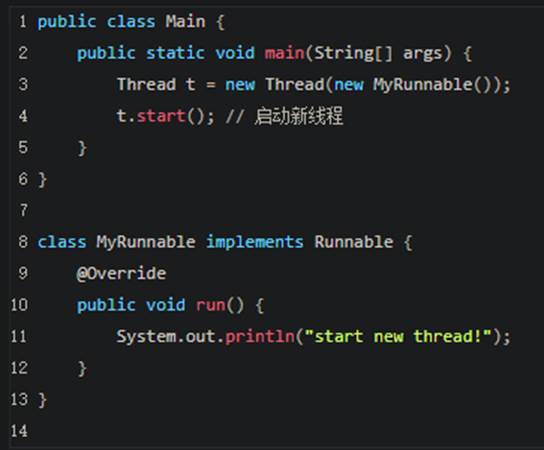 1 public class Main {
2     public static void main(String[] args) {
3         Thread t = new Thread(new MyRunnable());
4         t.start(); // 启动新线程
5     }
6 }
7
8 class MyRunnable implements Runnable {
9     @Override
10     public void run() {
11         System.out.println("start new thread!");
12     }
13 }
14